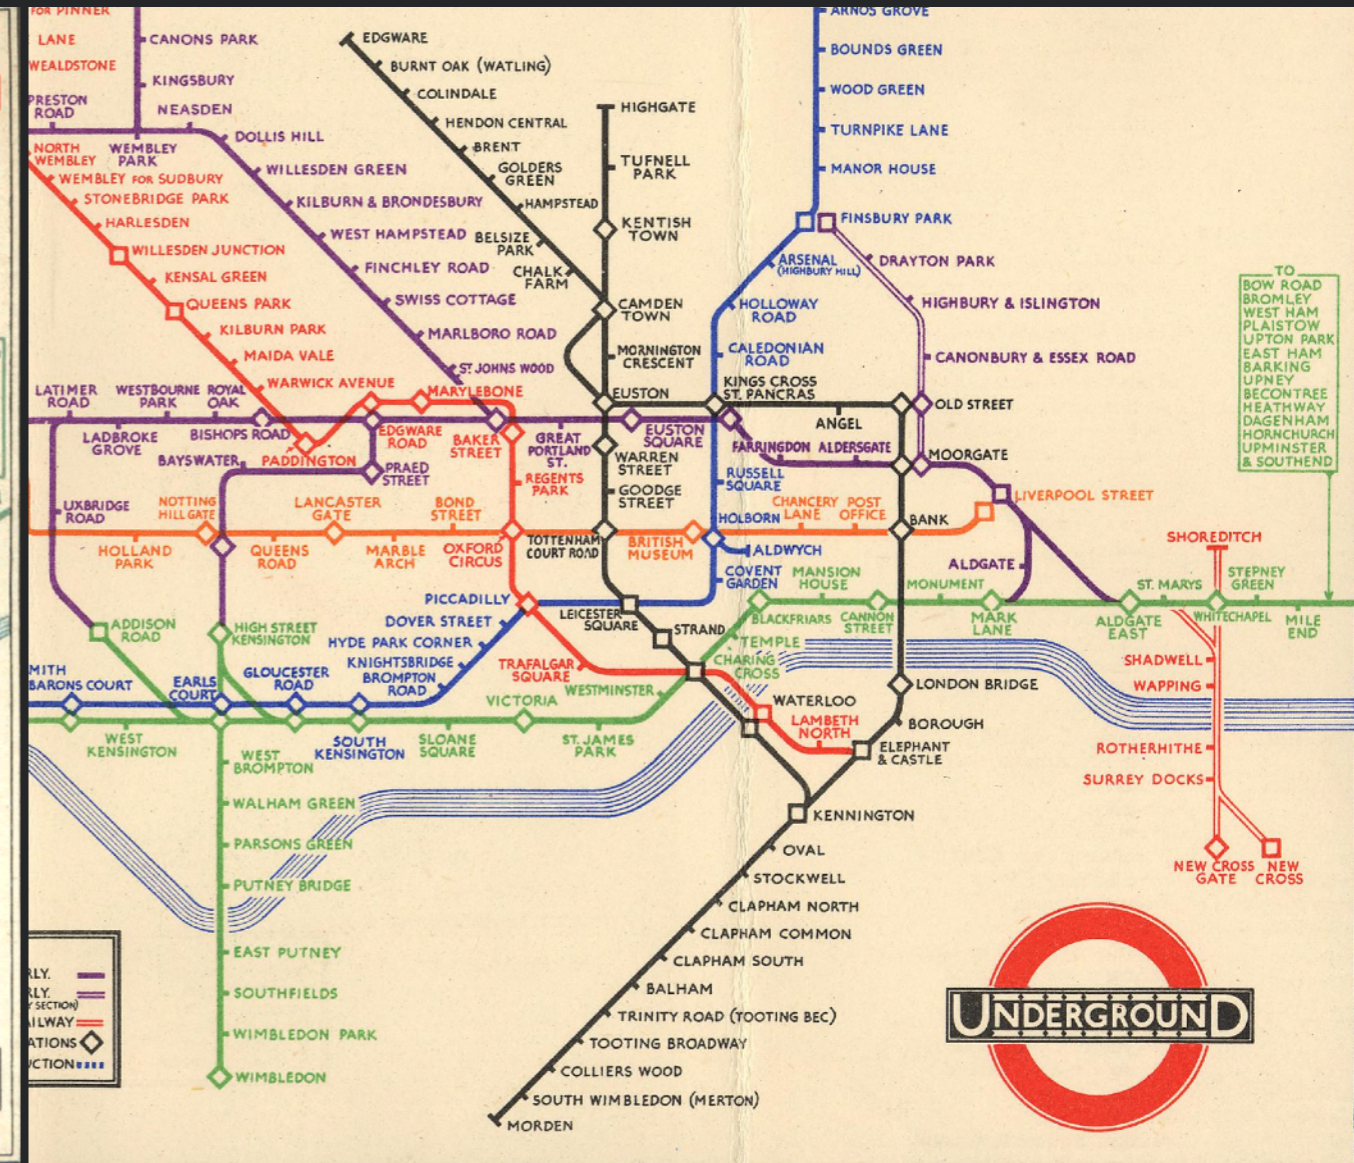 FOR PINNER
LANE
WEALDSTONE
PRESTON
ROAD
NORTH
WEMBLEY
CANONS PARK
KINGSBURY
NEASDEN
WEMBLEY
PARK
DOLLIS HILL
WILLESDEN GREEN
KILBURN & BRONDESBURY
WEST HAMPSTEAD
FINCHLEY ROAD
SWISS COTTAGE
MARLBORO ROAD
ST. JOHNS WOOD
WEMBLEY FOR SUDBURY
STONEBRIDGE PARK
HARLESDEN
WILLESDEN JUNCTION
KENSAL GREEN
QUEENS PARK
KILBURN PARK
MAIDA VALE
WARWICK AVENUE
MARYLEBONE
EDGWARE
BURNT OAK (WATLING)
COLINDALE
HENDON CENTRAL
BRENT
GOLDERS
GREEN
HAMPSTEAD
BELSIZE
PARK
CHALK
FARM
HIGHGATE
TUFNELL
PARK
KENTISH
TOWN
CAMDEN
TOWN
MORNINGTON
CRESCENT
EUSTON
ARNOS GROVE
BOUNDS GREEN
WOOD GREEN
TURNPIKE LANE
MANOR HOUSE
FINSBURY PARK
ARSENAL
(HIGHBURY HILL)
HOLLOWAY
ROAD
CALEDONIAN
ROAD
KINGS CROSS
ST. PANCRAS
DRAYTON PARK
HIGHBURY & ISLINGTON
CANONBURY & ESSEX ROAD
OLD STREET
ANGEL
MOORGATE
TO
BOW ROAD
BROMLEY
WEST HAM
PLAISTOW
UPTON PARK
EAST HAM
BARKING
UPNEY
BECONTREE
HEATHWAY
DAGENHAM
HORNCHURCH
UPMINSTER
& SOUTHEND
LATIMER
ROAD
WESTBOURNE
PARK
ROYAL
OAK
LADBROKE
GROVE
BISHOPS ROAD
BAYSWATER
PADDINGTON
EDGWARE
ROAD
PRAED
STREET
BAKER
STREET
GREAT
PORTLAND
ST.
EUSTON
SQUARE
FARRINGDON
ALDERSGATE
REGENTS
PARK
WARREN
STREET
GOODGE
STREET
RUSSELL
SQUARE
UXBRIDGE
ROAD
NOTTING
HILL GATE
LANCASTER
GATE
BOND
STREET
CHANCERY
LANE
POST
OFFICE
LIVERPOOL STREET
HOLBORN
BANK
HOLLAND
PARK
QUEENS
ROAD
MARBLE
ARCH
OXFORD
CIRCUS
TOTTENHAM
COURT ROAD
BRITISH
MUSEUM
ALDWYCH
SHOREDITCH
ALDGATE
COVENT
GARDEN
MANSION
HOUSE
MONUMENT
ST. MARYS
STEPNEY
GREEN
PICCADILLY
LEICESTER
SQUARE
BLACKFRIARS
CANNON
STREET
MARK
LANE
ALDGATE
EAST
WHITECHAPEL
MILE
END
ADDISON
ROAD
HIGH STREET
KENSINGTON
DOVER STREET
HYDE PARK CORNER
KNIGHTSBRIDGE
BROMPTON
ROAD
STRAND
TEMPLE
TRAFALGAR
SQUARE
CHARING
CROSS
WESTMINSTER
MITH
BARONS COURT
EARLS
COURT
GLOUCESTER
ROAD
VICTORIA
WATERLOO
LAMBETH
NORTH
LONDON BRIDGE
BOROUGH
ELEPHANT
& CASTLE
SHADWELL
WAPPING
ROTHERHITHE
SURREY DOCKS
NEW CROSS
GATE
NEW
CROSS
WEST
KENSINGTON
SOUTH
KENSINGTON
SLOANE
SQUARE
ST. JAMES
PARK
WEST
BROMPTON
WALHAM GREEN
PARSONS GREEN
PUTNEY BRIDGE
EAST PUTNEY
SOUTHFIELDS
WIMBLEDON PARK
WIMBLEDON
KENNINGTON
OVAL
STOCKWELL
CLAPHAM NORTH
CLAPHAM COMMON
CLAPHAM SOUTH
BALHAM
TRINITY ROAD (TOOTING BEC)
TOOTING BROADWAY
COLLIERS WOOD
SOUTH WIMBLEDON (MERTON)
MORDEN
RLY.
RLY.
Y SECTION)
AILWAY
ATIONS
UCTION
UNDERGROUND